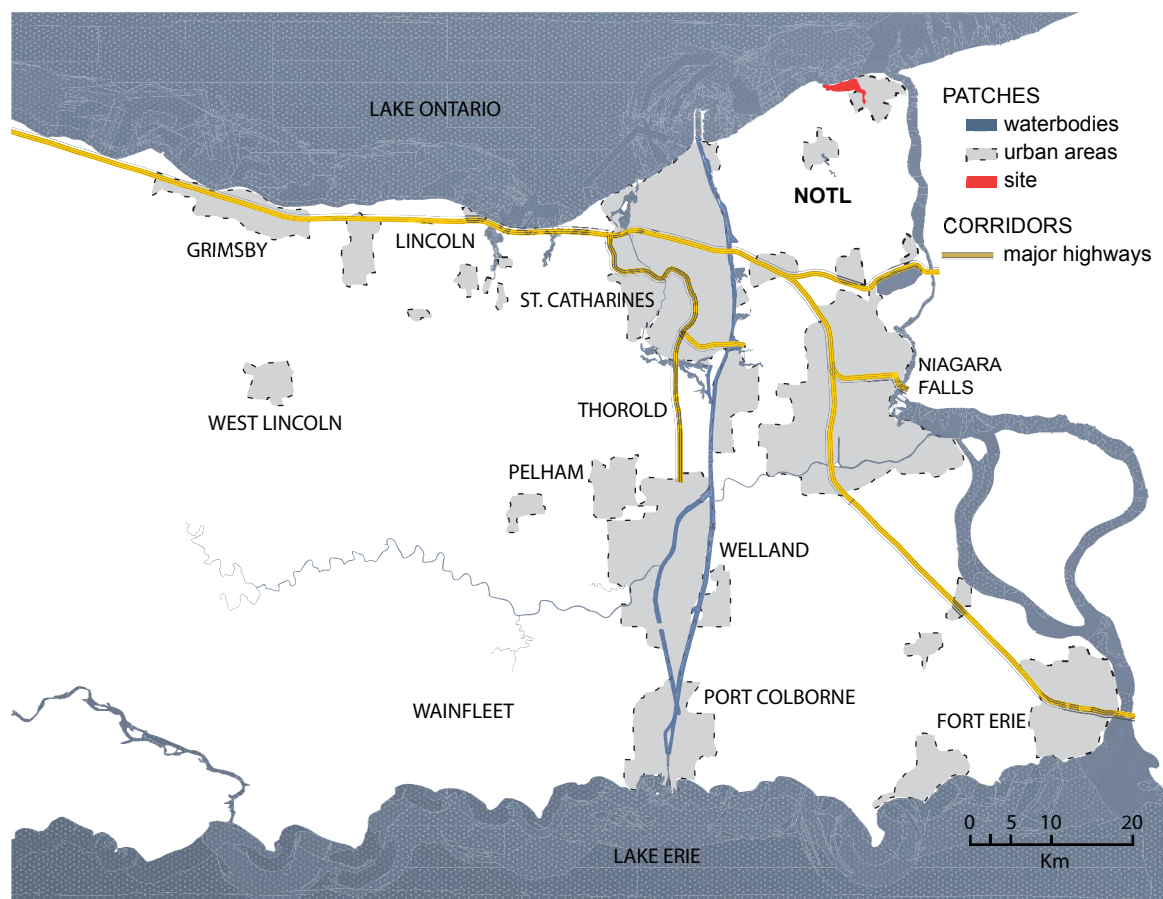 LAKE ONTARIO
PATCHES
waterbodies
urban areas
site
NOTL
CORRIDORS
major highways
GRIMSBY
LINCOLN
ST. CATHARINES
NIAGARA
FALLS
WEST LINCOLN
THOROLD
PELHAM
WELLAND
WAINFLEET
PORT COLBORNE
FORT ERIE
0 5 10 20
Km
LAKE ERIE